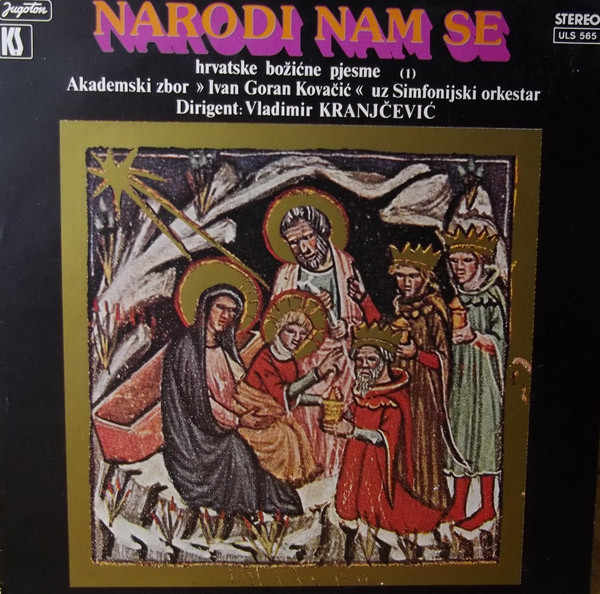 Jugoton
KS
NARODI NAM SE
STEREO
ULS 565
hrvatske božićne pjesme (1)
Akademski zbor » Ivan Goran Kovačić « uz Simfonijski orkestar
Dirigent: Vladimir KRANJČEVIĆ